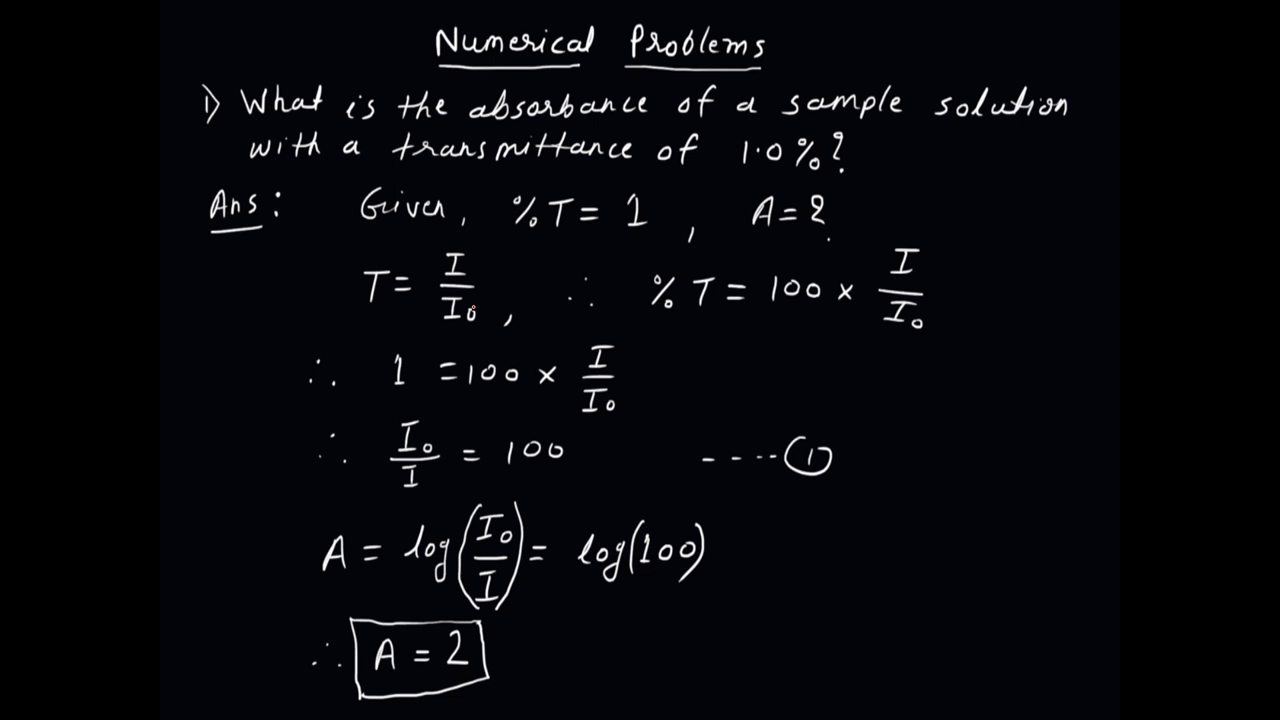 Numerical Problems
1) What is the absorbance of a sample solution
with a transmittance of 1.0%?
Ans: Given, %T = 1, A = ?
T = I/I₀, ∴ %T = 100 × I/I₀
∴ 1 = 100 × I/I₀
∴ I₀/I = 100 ----①
A = log(I₀/I) = log(100)
∴ A = 2